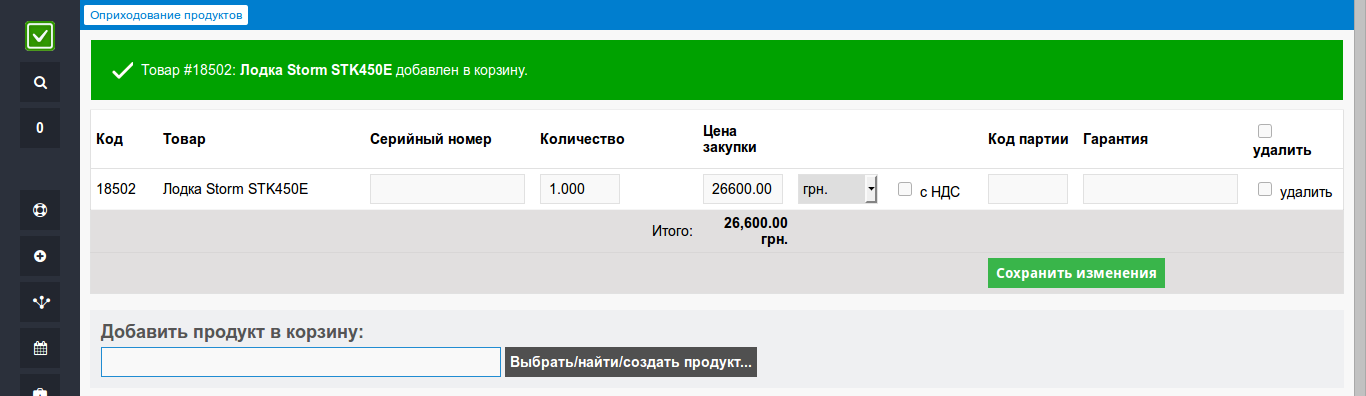 Оприходование продуктов
Товар #18502: Лодка Storm STK450E добавлен в корзину.
0
Код Товар Серийный номер Количество Цена закупки Код партии Гарантия удалить
18502 Лодка Storm STK450E 1.000 26600.00 грн. с НДС удалить
Итого: 26,600.00 грн.
Сохранить изменения
Добавить продукт в корзину:
Выбрать/найти/создать продукт...